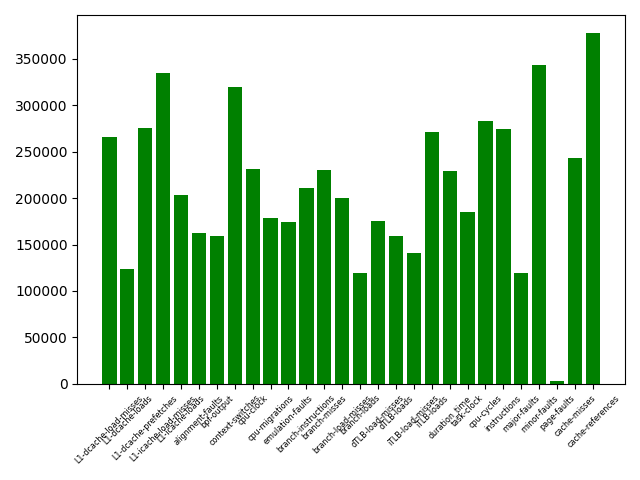 350000
300000
250000
200000
150000
100000
50000
0
L1-dcache-load-misses
L1-dcache-loads
L1-dcache-prefetches
L1-icache-load-misses
L1-icache-loads
alignment-faults
bpf-output
context-switches
cpu-clock
cpu-migrations
emulation-faults
branch-instructions
branch-misses
branch-load-misses
branch-loads
dTLB-load-misses
dTLB-loads
iTLB-load-misses
iTLB-loads
duration_time
task-clock
cpu-cycles
instructions
major-faults
minor-faults
page-faults
cache-misses
cache-references